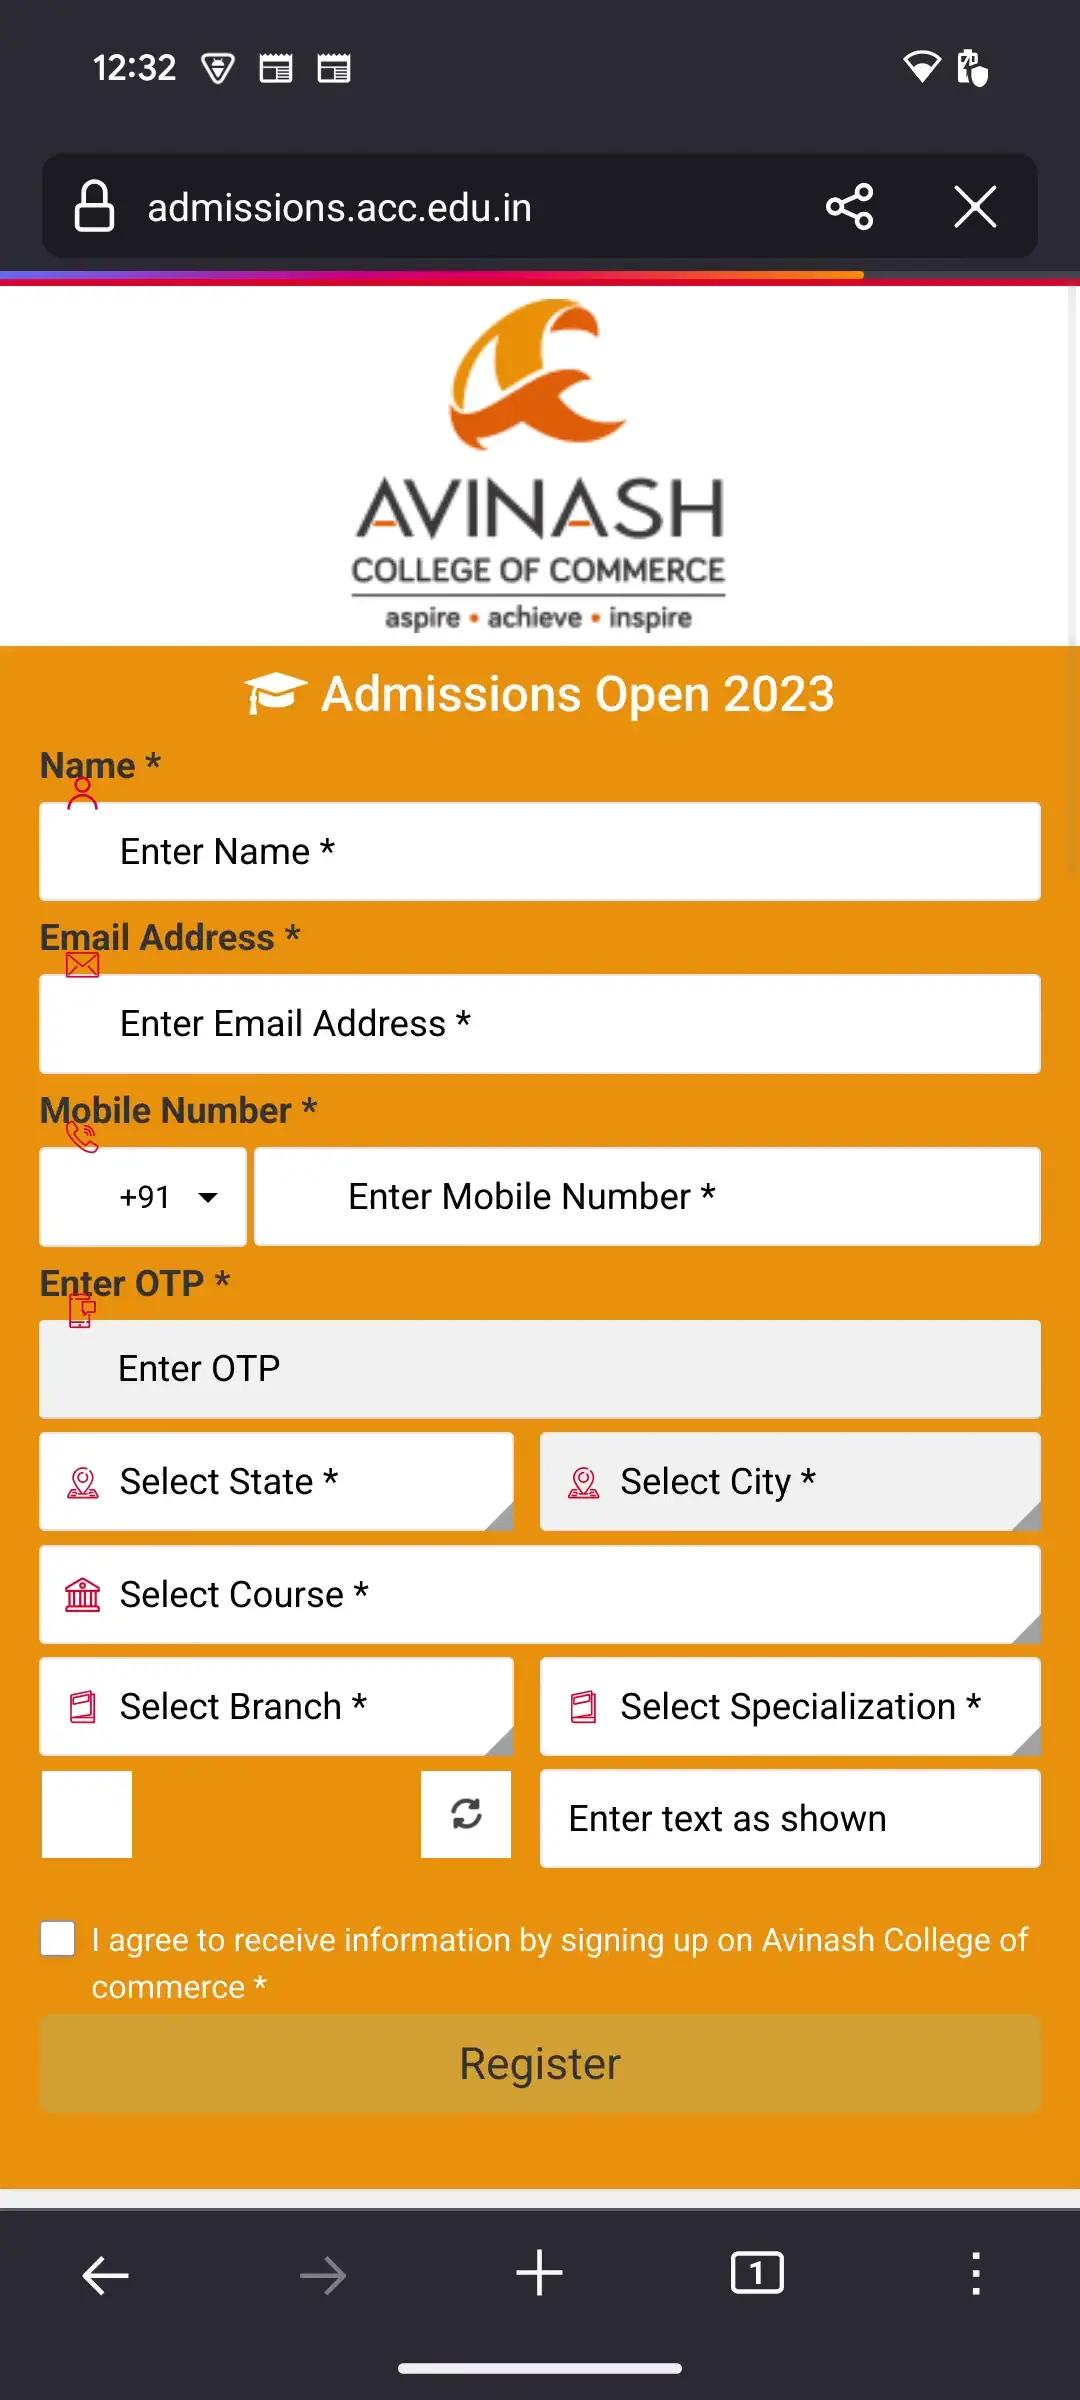 12:32
admissions.acc.edu.in
AVINASH
COLLEGE OF COMMERCE
aspire • achieve • inspire
Admissions Open 2023
Name *
Enter Name *
Email Address *
Enter Email Address *
Mobile Number *
+91 Enter Mobile Number *
Enter OTP *
Enter OTP
Select State * Select City *
Select Course *
Select Branch * Select Specialization *
Enter text as shown
I agree to receive information by signing up on Avinash College of
commerce *
Register
1